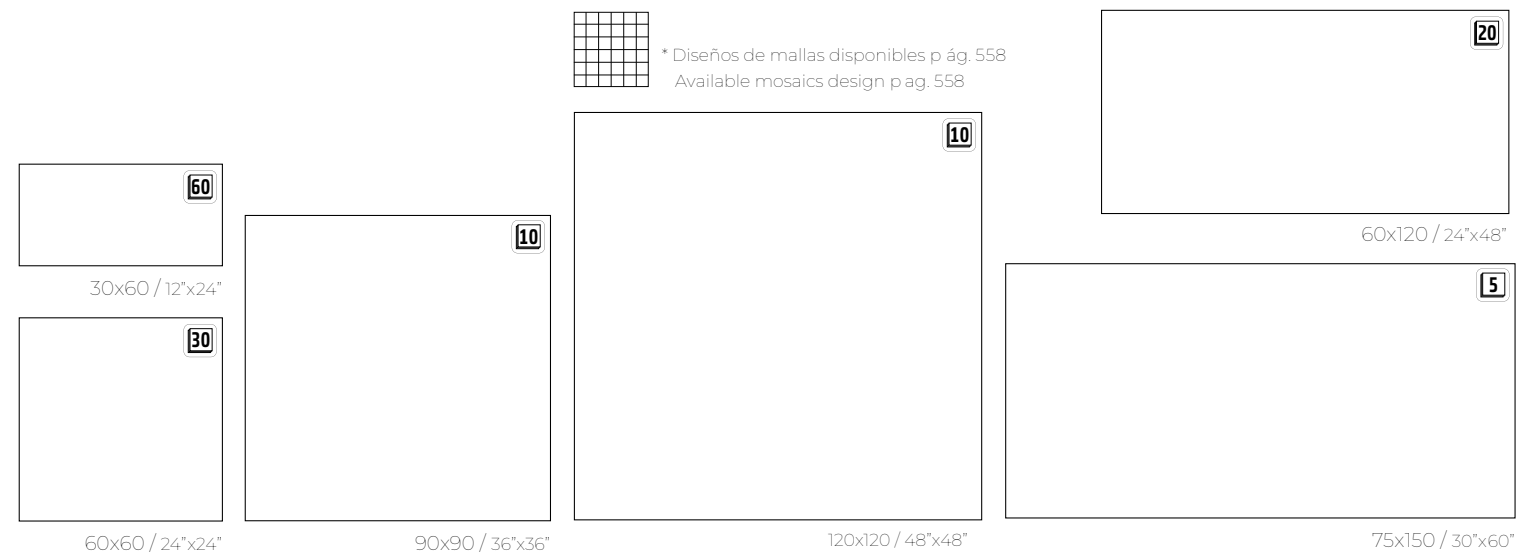 * Diseños de mallas disponibles p ág. 558
Available mosaics design p ag. 558
60
30x60 / 12”x24”
30
60x60 / 24”x24”
10
90x90 / 36”x36”
10
120x120 / 48”x48”
20
60x120 / 24”x48”
5
75x150 / 30”x60”